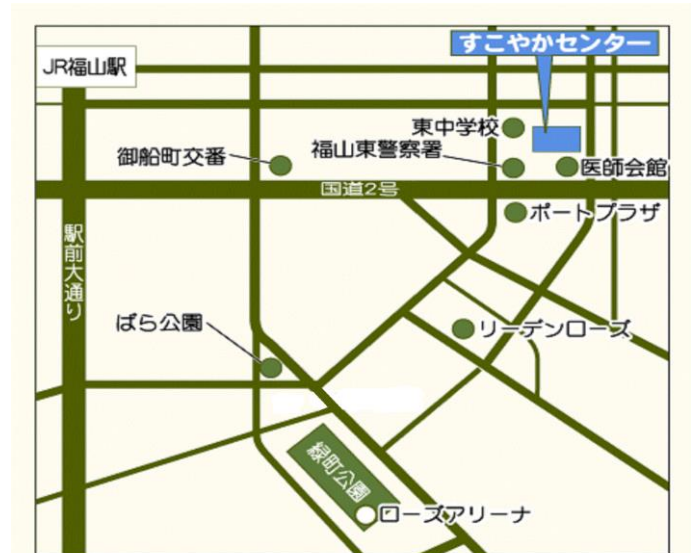 すこやかセンター
JR福山駅
東中学校
福山東警察署
御船町交番
医師会館
国道2号
ポートプラザ
駅前大通り
ばら公園
リーデンローズ
緑町公園
ローズアリーナ